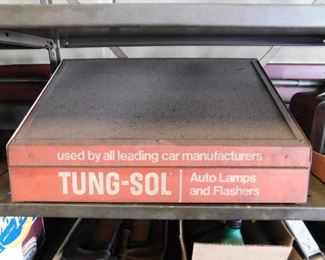 used by all leading car manufacturers
TUNG-SOL
Auto Lamps
and Flashers